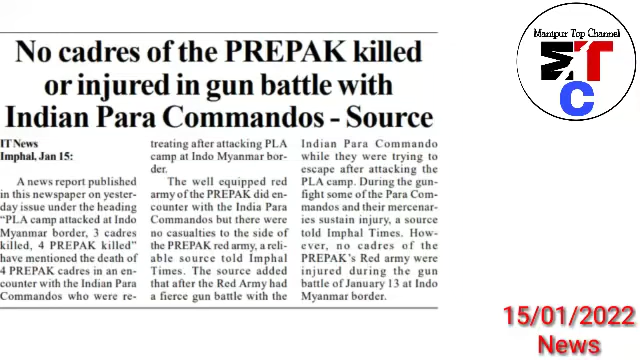 No cadres of the PREPAK killed
or injured in gun battle with
Indian Para Commandos - Source
IT News
Imphal, Jan 15:
A news report published
in this newspaper on yester-
day issue under the heading
“PLA camp attacked at Indo
Myanmar border, 3 cadres
killed, 4 PREPAK killed”
have mentioned the death of
4 PREPAK cadres in an en-
counter with the Indian Para
Commandos who were re-
treating after attacking PLA
camp at Indo Myanmar bor-
der.
The well equipped red
army of the PREPAK did en-
counter with the Indo Para
Commandos but there were
no casualties to the side of
the PREPAK red army, a reli-
able source told Imphal
Times. The source added
that after the Red Army had
a fierce gun battle with the
Indian Para Commando
while they were trying to
escape after attacking the
PLA camp. During the gun-
fight some of the Para Com-
mandos and their mercenar-
ies sustain injury, a source
told Imphal Times. How-
ever, no cadres of the
PREPAK's Red army were
injured during the gun
battle of January 13 at Indo
Myanmar border.
Manipur Top Channel
MT
C
15/01/2022
News